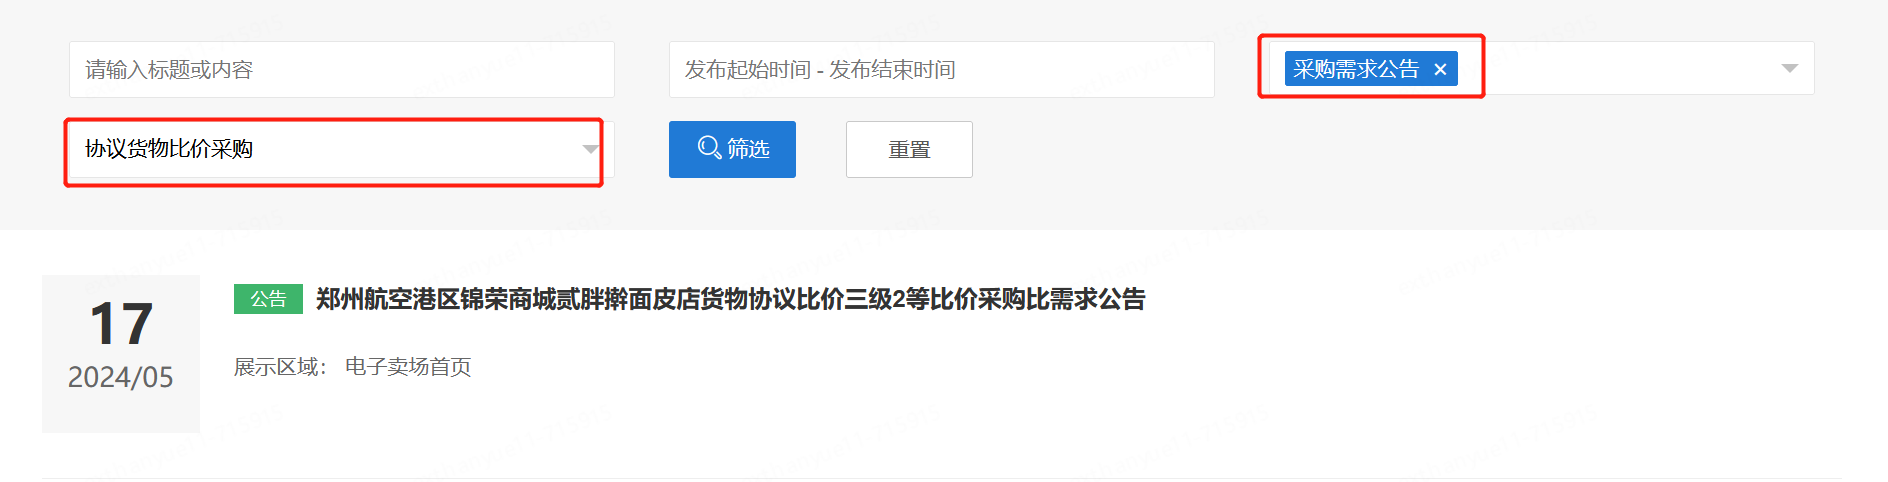 请输入标题或内容
发布起始时间 - 发布结束时间
采购需求公告 ×
协议货物比价采购
筛选
重置
17
2024/05
公告 郑州航空港区锦荣商城贰胖擀面皮店货物协议比价三级2等比价采购比需求公告
展示区域： 电子卖场首页